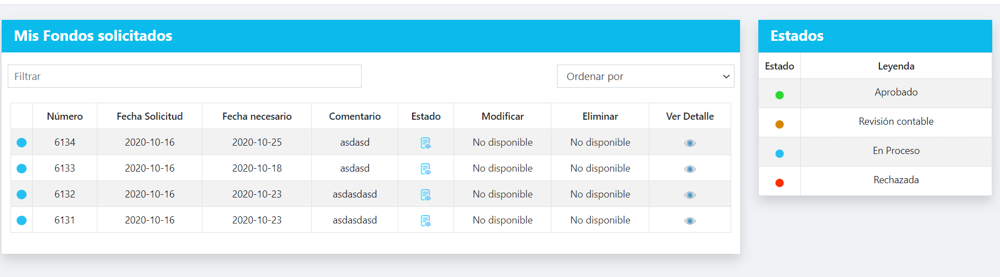 Mis Fondos solicitados
Filtrar
Ordenar por
Número Fecha Solicitud Fecha necesario Comentario Estado Modificar Eliminar Ver Detalle
6134 2020-10-16 2020-10-25 asdasd No disponible No disponible
6133 2020-10-16 2020-10-18 asdasd No disponible No disponible
6132 2020-10-16 2020-10-23 asdasdasd No disponible No disponible
6131 2020-10-16 2020-10-23 asdasdasd No disponible No disponible
Estados
Estado Leyenda
Aprobado
Revisión contable
En Proceso
Rechazada